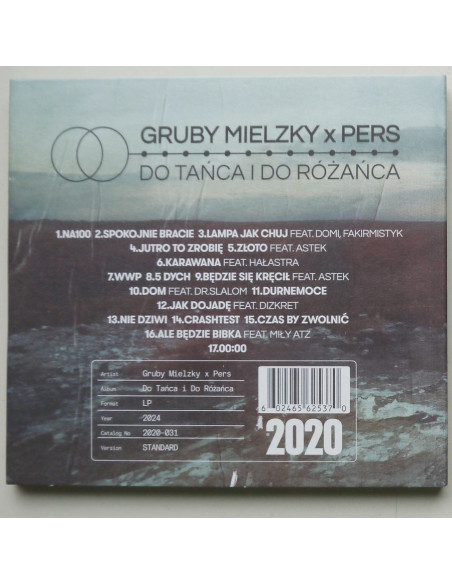 GRUBY MIELZKY x PERS
DO TAŃCA I DO RÓŻAŃCA
1.NA100 2.SPOKOJNIE BRACIE 3.LAMPA JAK CHUJ FEAT. DOMI, FAKIRMISTYK
4.JUTRO TO ZROBIĘ 5.ZŁOTO FEAT. ASTEK
6.KARAWANA FEAT. HAŁASTRA
7.WWP 8.5 DYCH 9.BĘDZIE SIĘ KRĘCIŁ FEAT. ASTEK
10.DOM FEAT. DR.SLALOM 11.DURNEMOCE
12.JAK DOJADĘ FEAT. DIZKRET
13.NIE DZIWI 14.CRASHTEST 15.CZAS BY ZWOLNIĆ
16.ALE BĘDZIE BIBKA FEAT. MIŁY ATZ
17.00:00
Artist Gruby Mielzky x Pers
Album Do Tańca i Do Różańca
Format LP
Year 2024
Catalog No 2020-031
Version STANDARD
6 02465 62537 0
2020